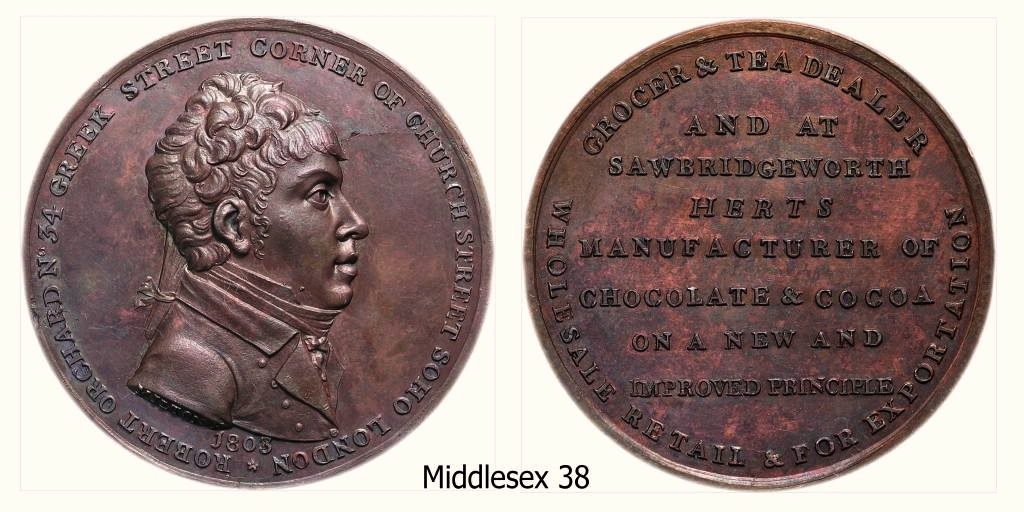 ROBERT ORCHARD No 34 GREEK STREET CORNER OF CHURCH STREET SOHO LONDON
1803
GROCER & TEA DEALER
AND AT
SAWBRIDGEWORTH
HERTS
MANUFACTURER OF
CHOCOLATE & COCOA
ON A NEW AND
IMPROVED PRINCIPLE
WHOLESALE RETAIL & FOR EXPORTATION
Middlesex 38